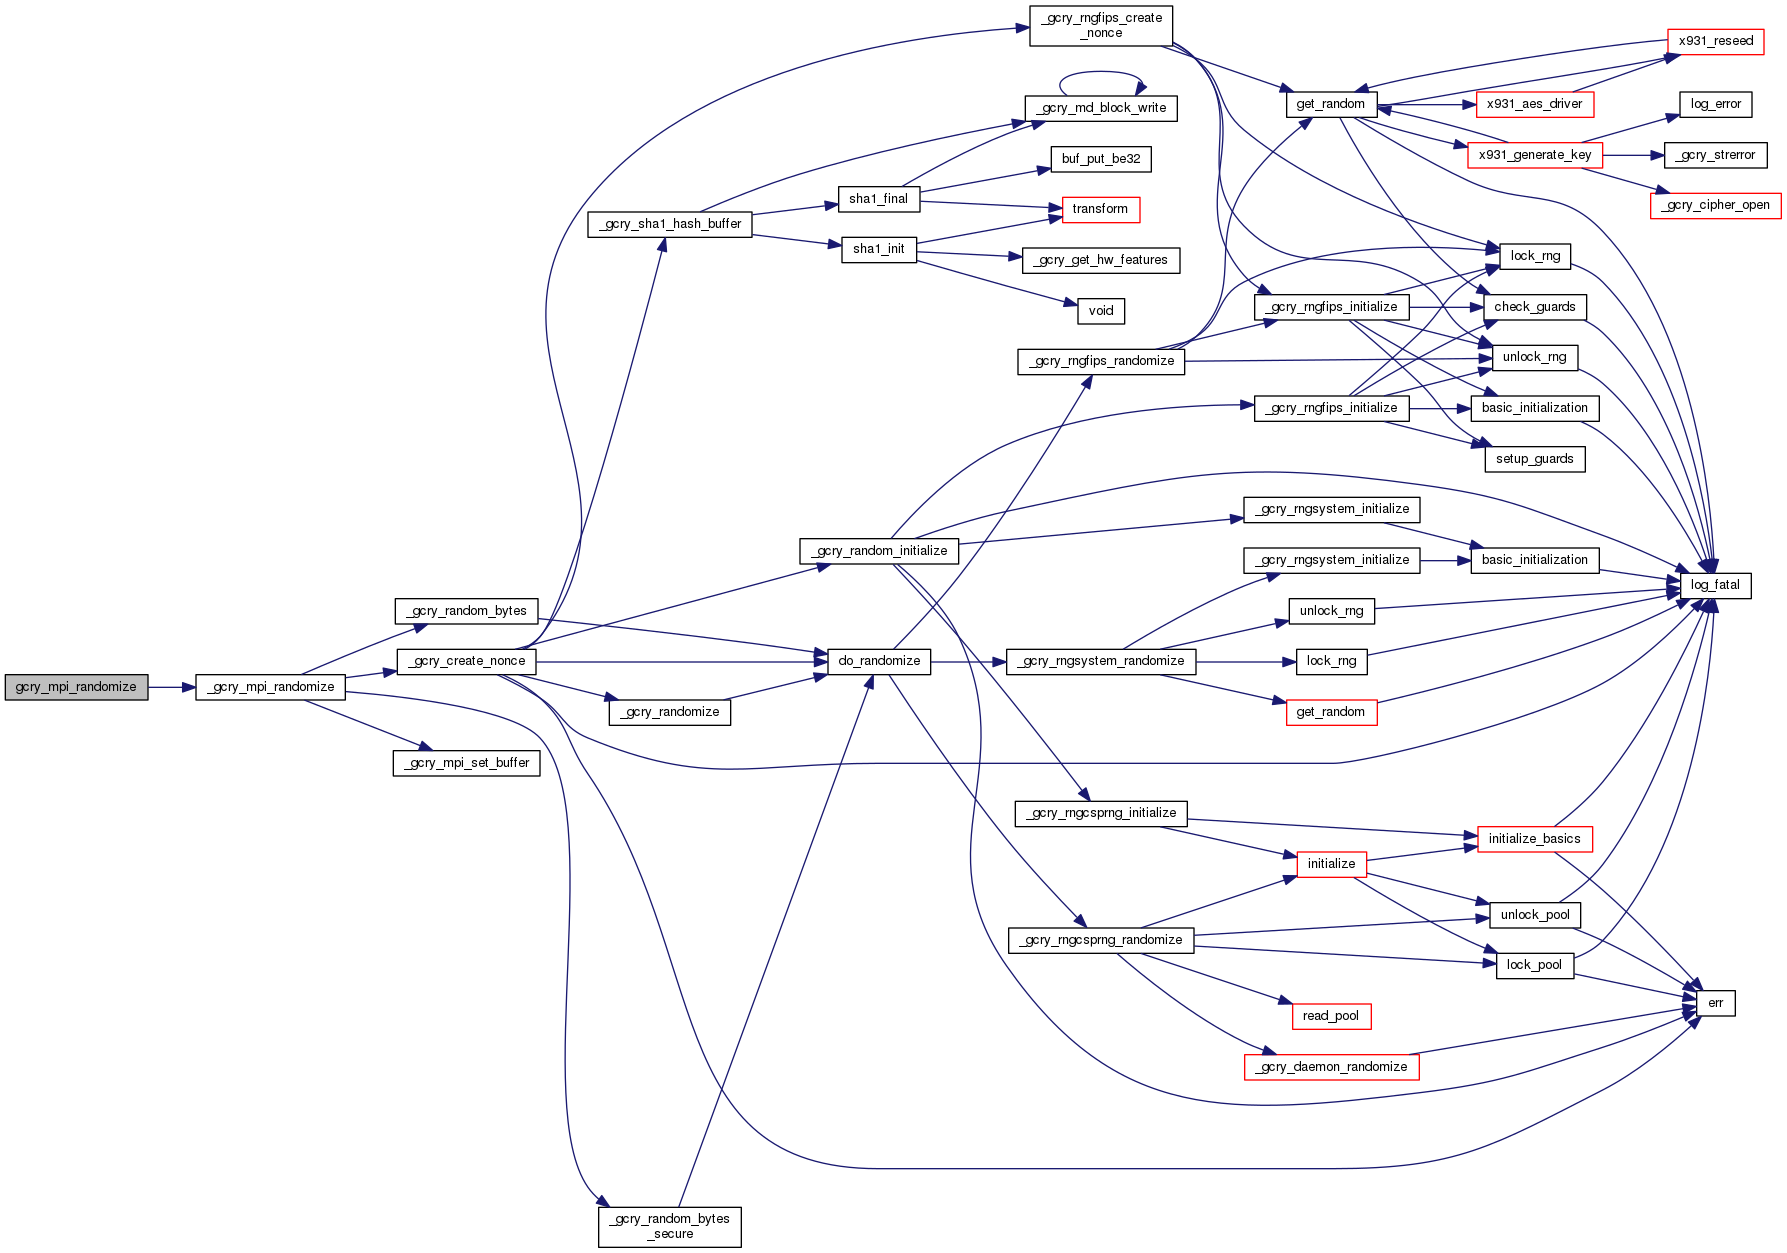 _gcry_rngfips_create
_nonce
x931_reseed
_gcry_md_block_write
get_random
x931_aes_driver
log_error
buf_put_be32
x931_generate_key
_gcry_strerror
sha1_final
transform
_gcry_cipher_open
_gcry_sha1_hash_buffer
sha1_init
_gcry_get_hw_features
lock_rng
void
_gcry_rngfips_initialize
check_guards
_gcry_rngfips_randomize
unlock_rng
_gcry_rngfips_initialize
basic_initialization
setup_guards
_gcry_rngsystem_initialize
_gcry_random_initialize
_gcry_rngsystem_initialize
basic_initialization
log_fatal
_gcry_random_bytes
unlock_rng
_gcry_create_nonce
do_randomize
_gcry_rngsystem_randomize
lock_rng
gcry_mpi_randomize
_gcry_mpi_randomize
_gcry_randomize
get_random
_gcry_mpi_set_buffer
_gcry_rngcsprng_initialize
initialize_basics
initialize
unlock_pool
_gcry_rngcsprng_randomize
lock_pool
read_pool
err
_gcry_daemon_randomize
_gcry_random_bytes
_secure